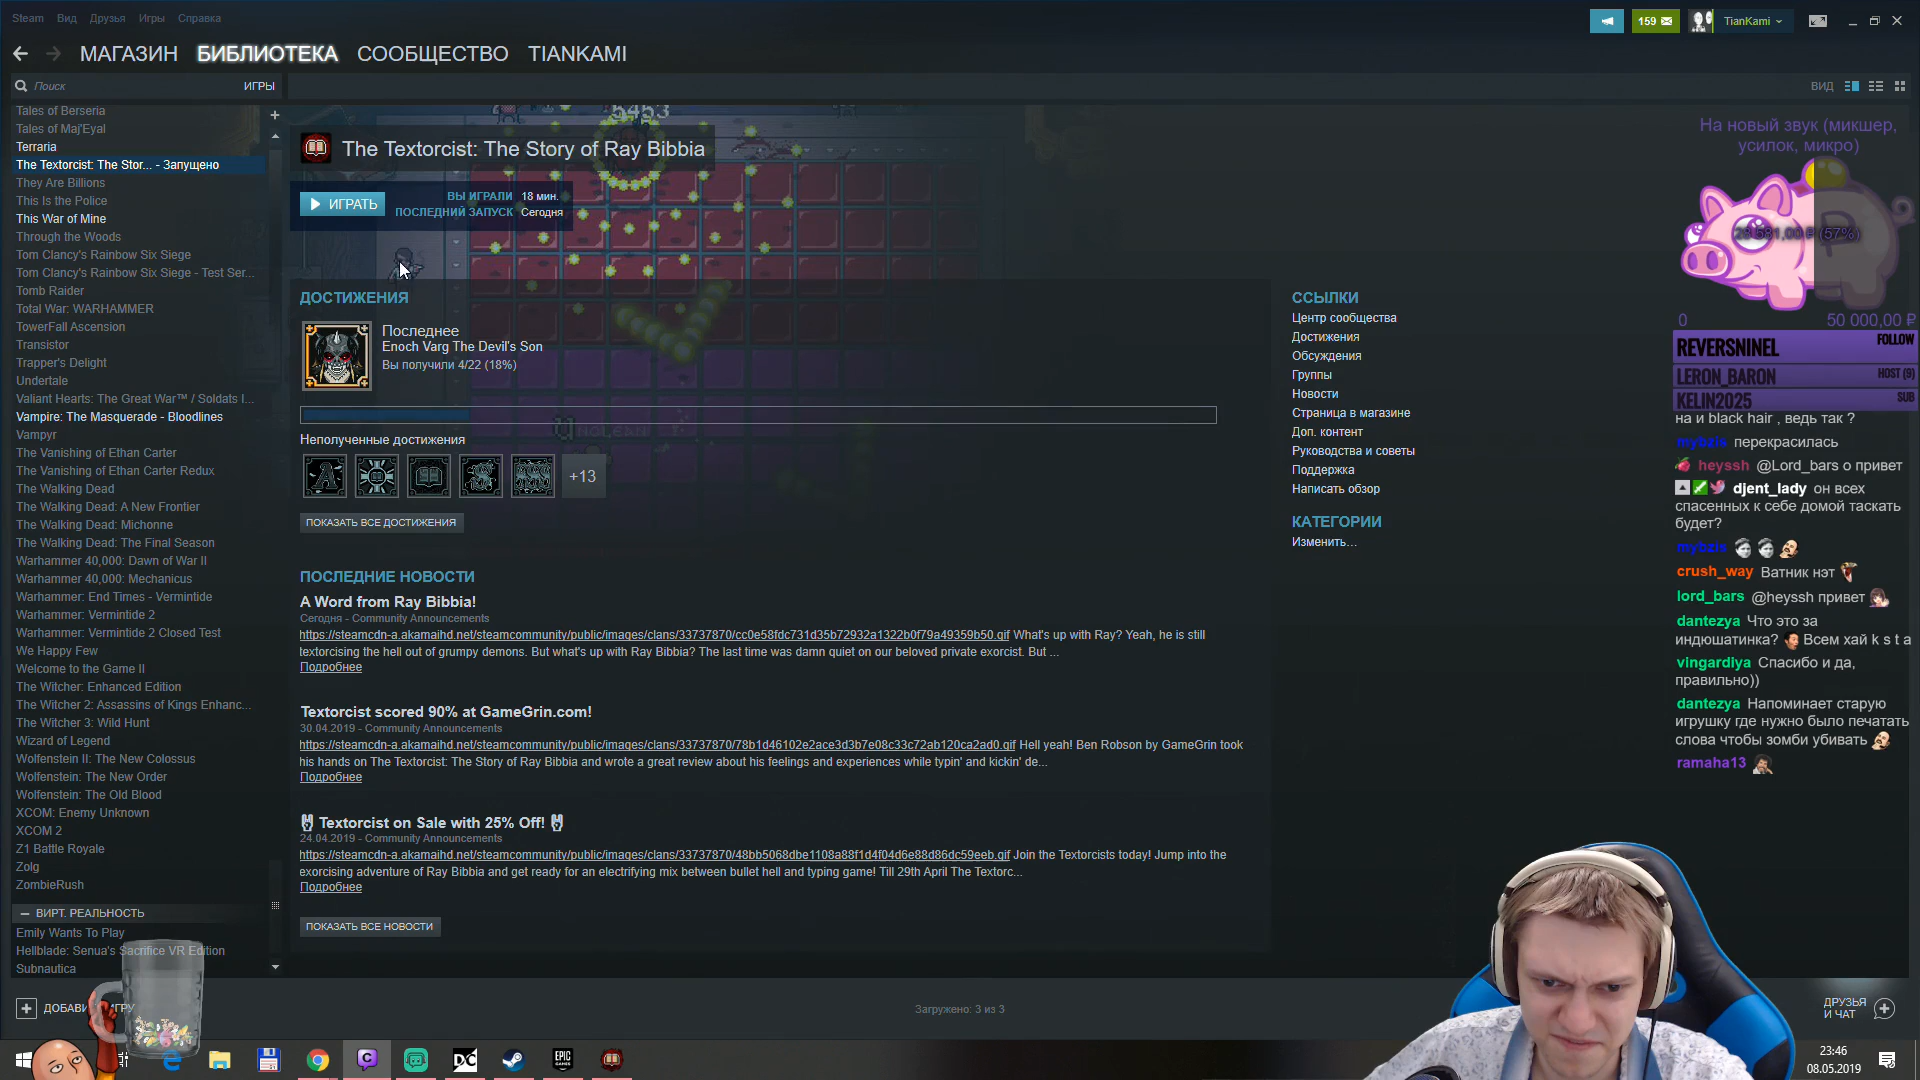 Steam Вид Друзья Игры Справка
159
TianKami
МАГАЗИН БИБЛИОТЕКА СООБЩЕСТВО TIANKAMI
Поиск
ИГРЫ
ВИД
Tales of Berseria
Tales of Maj'Eyal
Terraria
The Textorcist: The Stor... - Запущено
They Are Billions
This Is the Police
This War of Mine
Through the Woods
Tom Clancy's Rainbow Six Siege
Tom Clancy's Rainbow Six Siege - Test Ser...
Tomb Raider
Total War: WARHAMMER
TowerFall Ascension
Transistor
Trapper's Delight
Undertale
Valiant Hearts: The Great War™ / Soldats I...
Vampire: The Masquerade - Bloodlines
Vampyr
The Vanishing of Ethan Carter
The Vanishing of Ethan Carter Redux
The Walking Dead
The Walking Dead: A New Frontier
The Walking Dead: Michonne
The Walking Dead: The Final Season
Warhammer 40,000: Dawn of War II
Warhammer 40,000: Mechanicus
Warhammer: End Times - Vermintide
Warhammer: Vermintide 2
Warhammer: Vermintide 2 Closed Test
We Happy Few
Welcome to the Game II
The Witcher: Enhanced Edition
The Witcher 2: Assassins of Kings Enhanc...
The Witcher 3: Wild Hunt
Wizard of Legend
Wolfenstein II: The New Colossus
Wolfenstein: The New Order
Wolfenstein: The Old Blood
XCOM: Enemy Unknown
XCOM 2
Z1 Battle Royale
Zolg
ZombieRush
ВИРТ. РЕАЛЬНОСТЬ
Emily Wants To Play
Hellblade: Senua's Sacrifice VR Edition
Subnautica
5453
The Textorcist: The Story of Ray Bibbia
ИГРАТЬ
ВЫ ИГРАЛИ 18 мин.
ПОСЛЕДНИЙ ЗАПУСК Сегодня
ДОСТИЖЕНИЯ
Последнее
Enoch Varg The Devil's Son
Вы получили 4/22 (18%)
Неполученные достижения
+13
ПОКАЗАТЬ ВСЕ ДОСТИЖЕНИЯ
ПОСЛЕДНИЕ НОВОСТИ
A Word from Ray Bibbia!
Сегодня - Community Announcements
https://steamcdn-a.akamaihd.net/steamcommunity/public/images/clans/33737870/cc0e58fdc731d35b72932a1322b0f79a49359b50.gif What's up with Ray? Yeah, he is still
textorcising the hell out of grumpy demons. But what's up with Ray Bibbia? The last time was damn quiet on our beloved private exorcist. But ...
Подробнее
Textorcist scored 90% at GameGrin.com!
30.04.2019 - Community Announcements
https://steamcdn-a.akamaihd.net/steamcommunity/public/images/clans/33737870/78b1d46102e2ace3d3b7e08c33c72ab120ca2ad0.gif Hell yeah! Ben Robson by GameGrin took
his hands on The Textorcist: The Story of Ray Bibbia and wrote a great review about his feelings and experiences while typin' and kickin' de...
Подробнее
Textorcist on Sale with 25% Off!
24.04.2019 - Community Announcements
https://steamcdn-a.akamaihd.net/steamcommunity/public/images/clans/33737870/48bb5068dbe1108a88f1d4f04d6e88d86dc59eeb.gif Join the Textorcists today! Jump into the
exorcising adventure of Ray Bibbia and get ready for an electrifying mix between bullet hell and typing game! Till 29th April The Textorc...
Подробнее
ПОКАЗАТЬ ВСЕ НОВОСТИ
ССЫЛКИ
Центр сообщества
Достижения
Обсуждения
Группы
Новости
Страница в магазине
Доп. контент
Руководства и советы
Поддержка
Написать обзор
КАТЕГОРИИ
Изменить...
На новый звук (микшер,
усилок, микро)
0 50 000,00 ₽
REVERSNINEL FOLLOW
LERON_BARON HOST (9)
KELIN2025 SUB
на и black hair , ведь так ?
mybzis перекрасилась
heyssh @Lord_bars о привет
djent_lady он всех
спасенных к себе домой таскать
будет?
mybzis
crush_way Ватник нэт
lord_bars @heyssh привет
dantezya Что это за
индюшатинка? Всем хай k s t a
vingardiya Спасибо и да,
правильно))
dantezya Напоминает старую
игрушку где нужно было печатать
слова чтобы зомби убивать
ramaha13
Загружено: 3 из 3
ДРУЗЬЯ
И ЧАТ
DC
EPIC
GAMES
23:46
08.05.2019